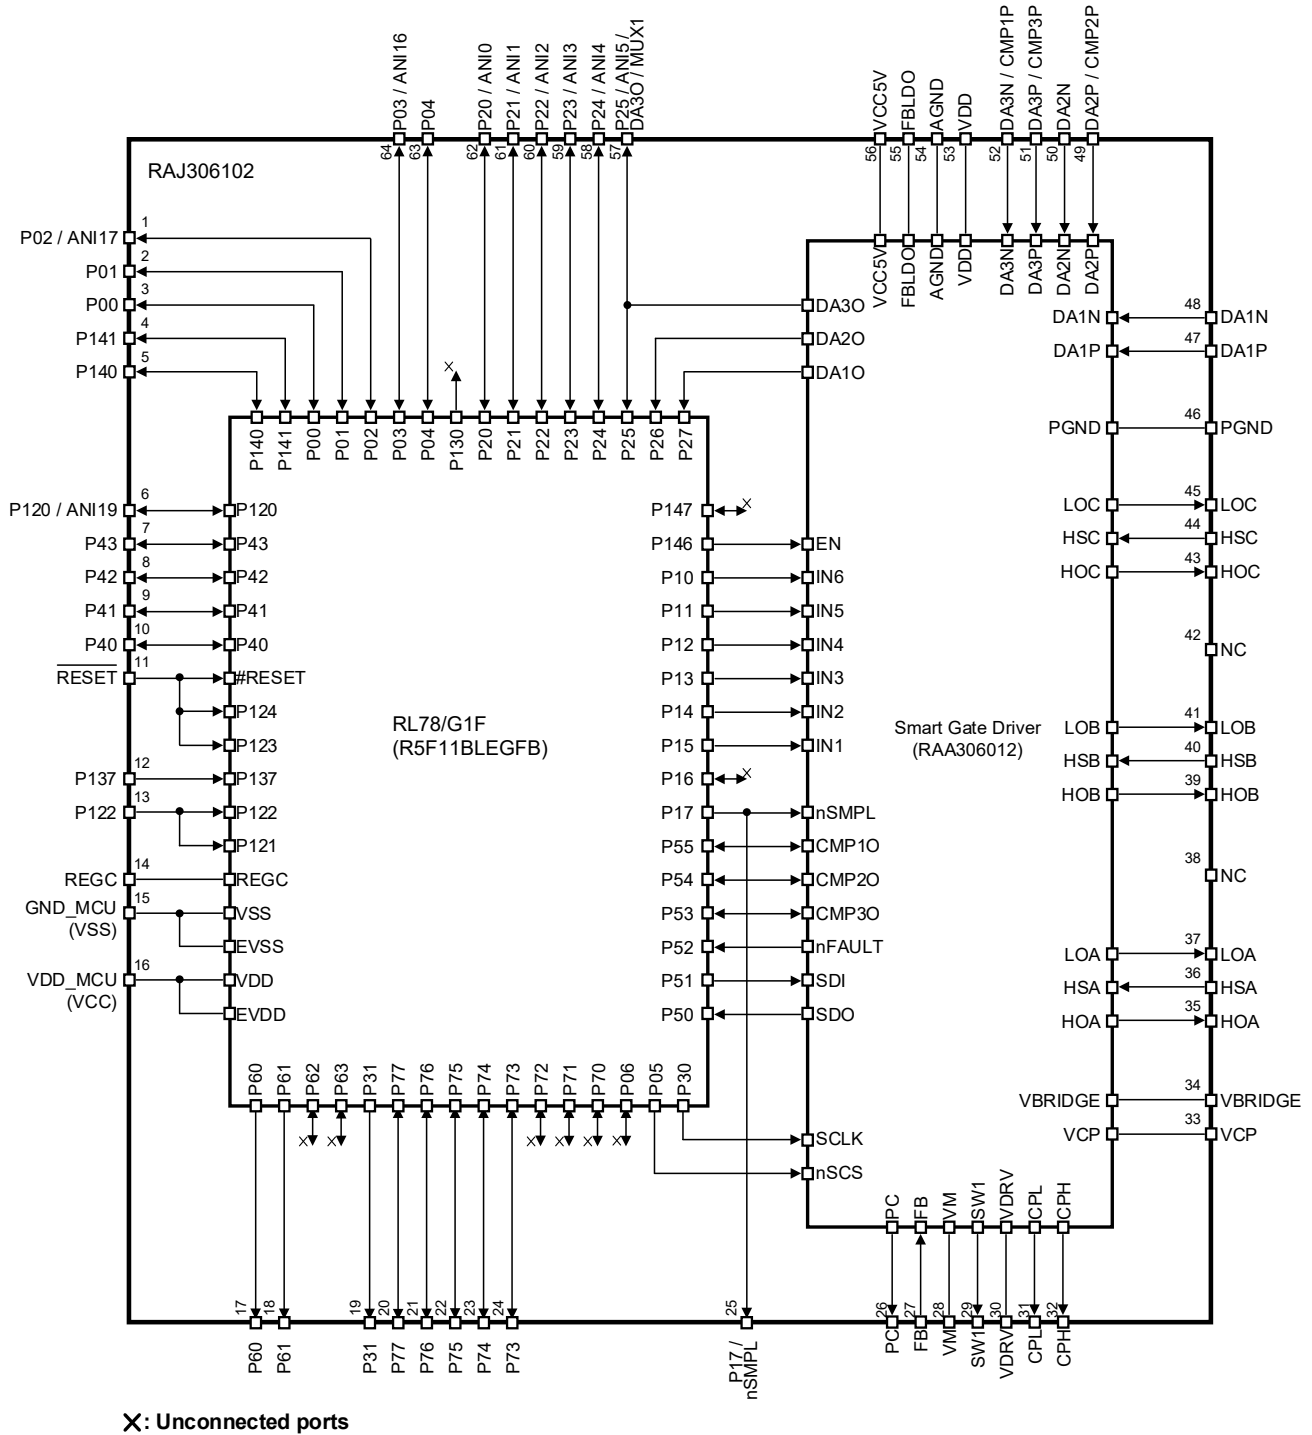 P03 / ANI16
P04
P20 / ANI0
P21 / ANI1
P22 / ANI2
P23 / ANI3
P24 / ANI4
P25 / ANI5 /
DA3O / MUX1
VCC5V
FBLDO
AGND
VDD
DA3N / CMP1P
DA3P / CMP3P
DA2N
DA2P / CMP2P
64 63 62 61 60 59 58 57 56 55 54 53 52 51 50 49
RAJ306102
1
P02 / ANI17
2
P01
3
P00
4
P141
5
P140
VCC5V
FBLDO
AGND
VDD
DA3N
DA3P
DA2N
DA2P
DA3O
DA2O
DA1O
DA1N 48 DA1N
DA1P 47 DA1P
PGND 46 PGND
P140
P141
P00
P01
P02
P03
P04
P130
P20
P21
P22
P23
P24
P25
P26
P27
P120 / ANI19 6 P120
P43 7 P43
P42 8 P42
P41 9 P41
P40 10 P40
RESET 11 #RESET
P124
P123
P137 12 P137
P122 13 P122
P121
REGC 14 REGC
GND_MCU 15 VSS
(VSS)
EVSS
VDD_MCU 16 VDD
(VCC)
EVDD
RL78/G1F
(R5F11BLEGFB)
P147
P146 EN
P10 IN6
P11 IN5
P12 IN4
P13 IN3
P14 IN2
P15 IN1
P16
P17 nSMPL
P55 CMP1O
P54 CMP2O
P53 CMP3O
P52 nFAULT
P51 SDI
P50 SDO
SCLK
nSCS
Smart Gate Driver
(RAA306012)
LOC 45 LOC
HSC 44 HSC
HOC 43 HOC
42 NC
LOB 41 LOB
HSB 40 HSB
HOB 39 HOB
38 NC
LOA 37 LOA
HSA 36 HSA
HOA 35 HOA
VBRIDGE 34 VBRIDGE
VCP 33 VCP
P60
P61
P62
P63
P31
P77
P76
P75
P74
P73
P72
P71
P70
P06
P05
P30
PC
FB
VM
SW1
VDRV
CPL
CPH
17 18 19 20 21 22 23 24 25 26 27 28 29 30 31 32
P60
P61
P31
P77
P76
P75
P74
P73
P17 /
nSMPL
PC
FB
VM
SW1
VDRV
CPL
CPH
X: Unconnected ports